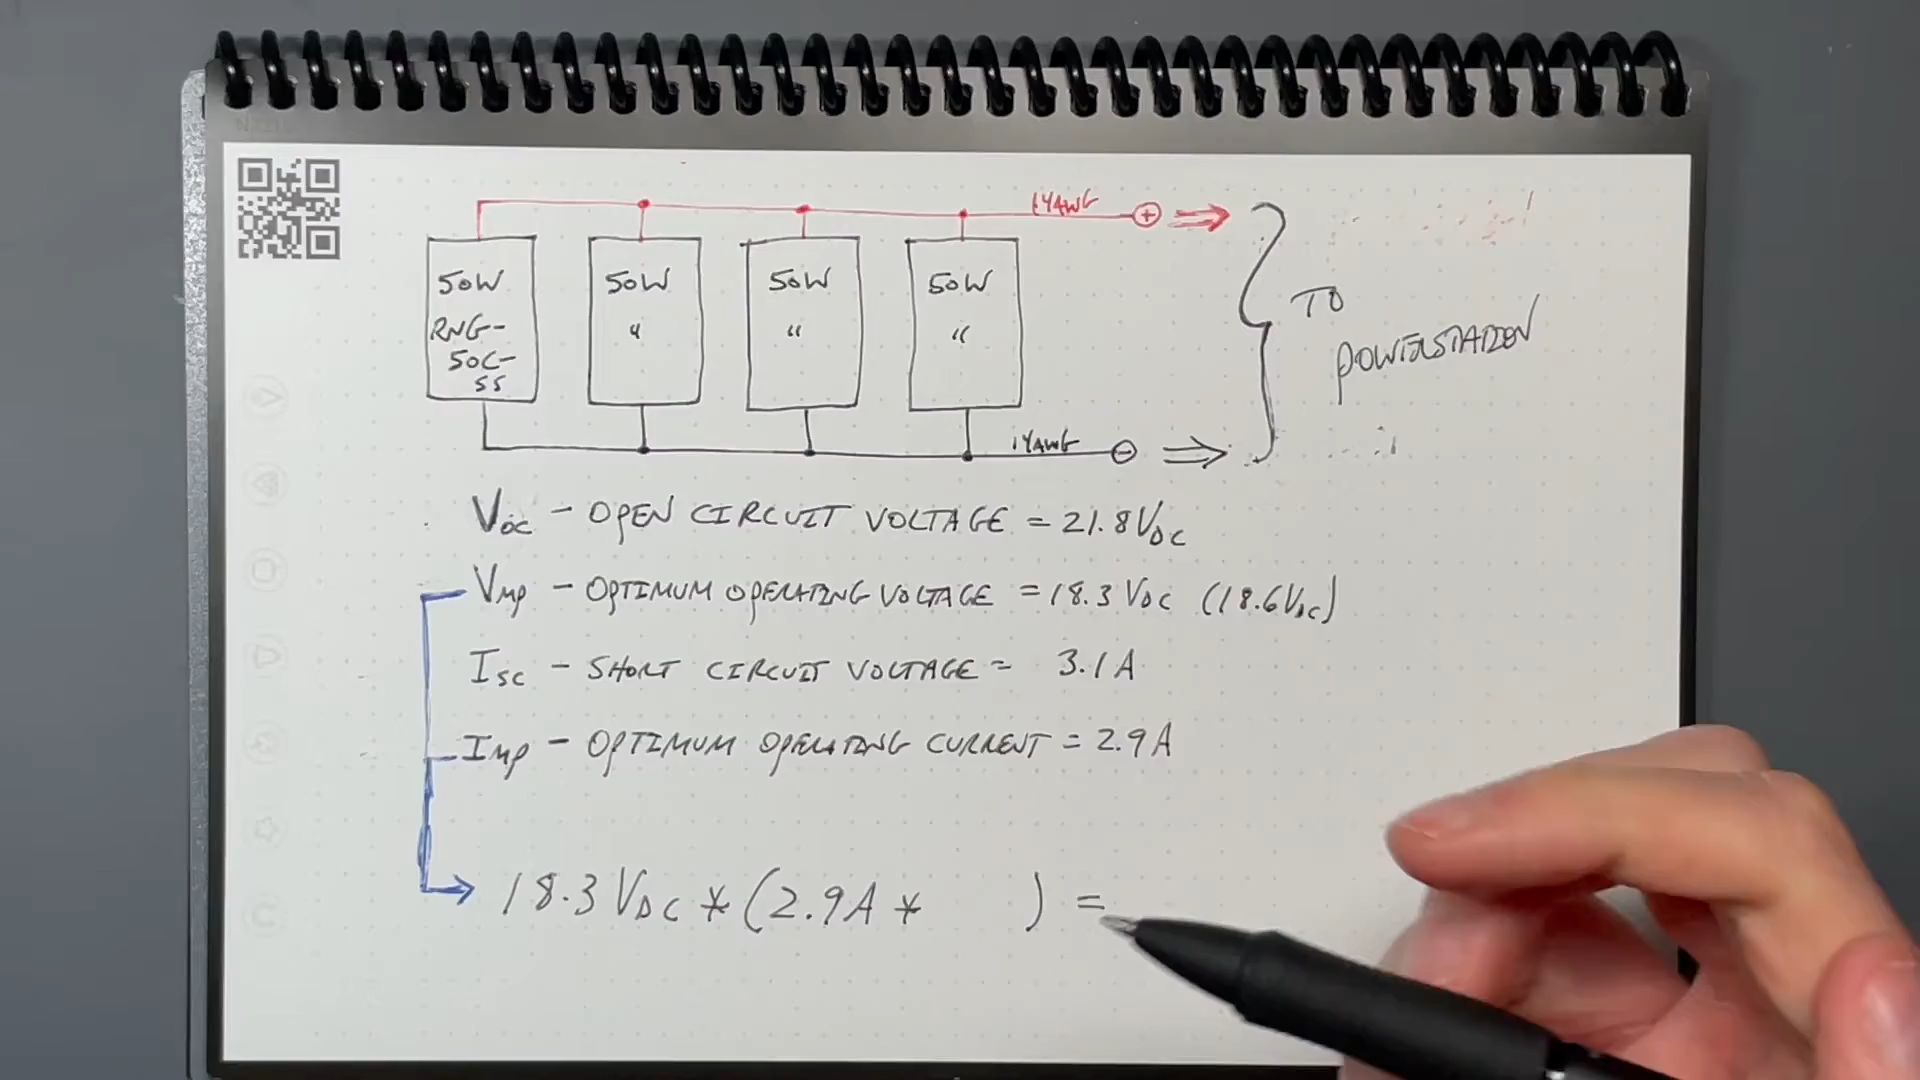 14AWG +
50W 50W 50W 50W
RNG- " " "
50C-
SS
TO
POWERSTATION
14AWG -
Voc - OPEN CIRCUIT VOLTAGE = 21.8VDC
Vmp - OPTIMUM OPERATING VOLTAGE = 18.3 VDC (18.6VDC)
Isc - SHORT CIRCUIT VOLTAGE = 3.1A
Imp - OPTIMUM OPERATING CURRENT = 2.9A
18.3 VDC * (2.9A * ) =